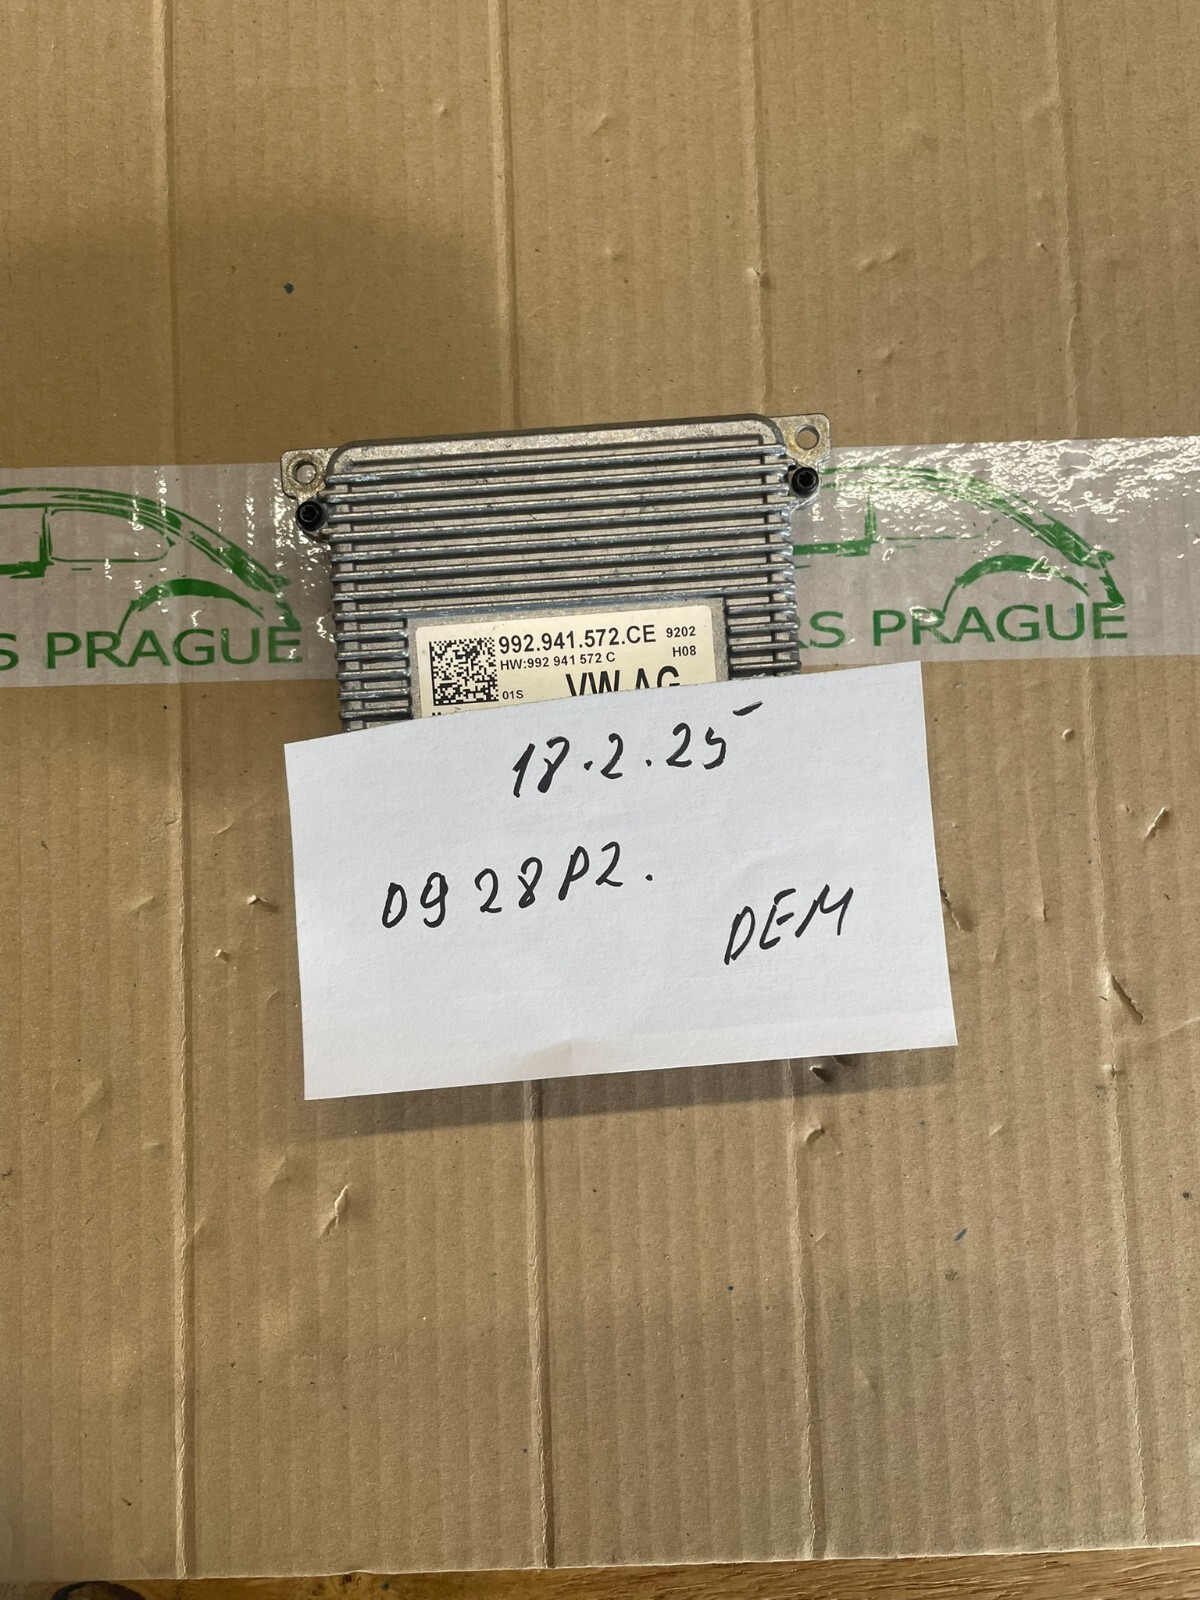 992.941.572.CE 9202
HW:992 941 572 C H08
01S VW AG
S PRAGUE
RS PRAGUE
18.2.25
0928P2.
DEM